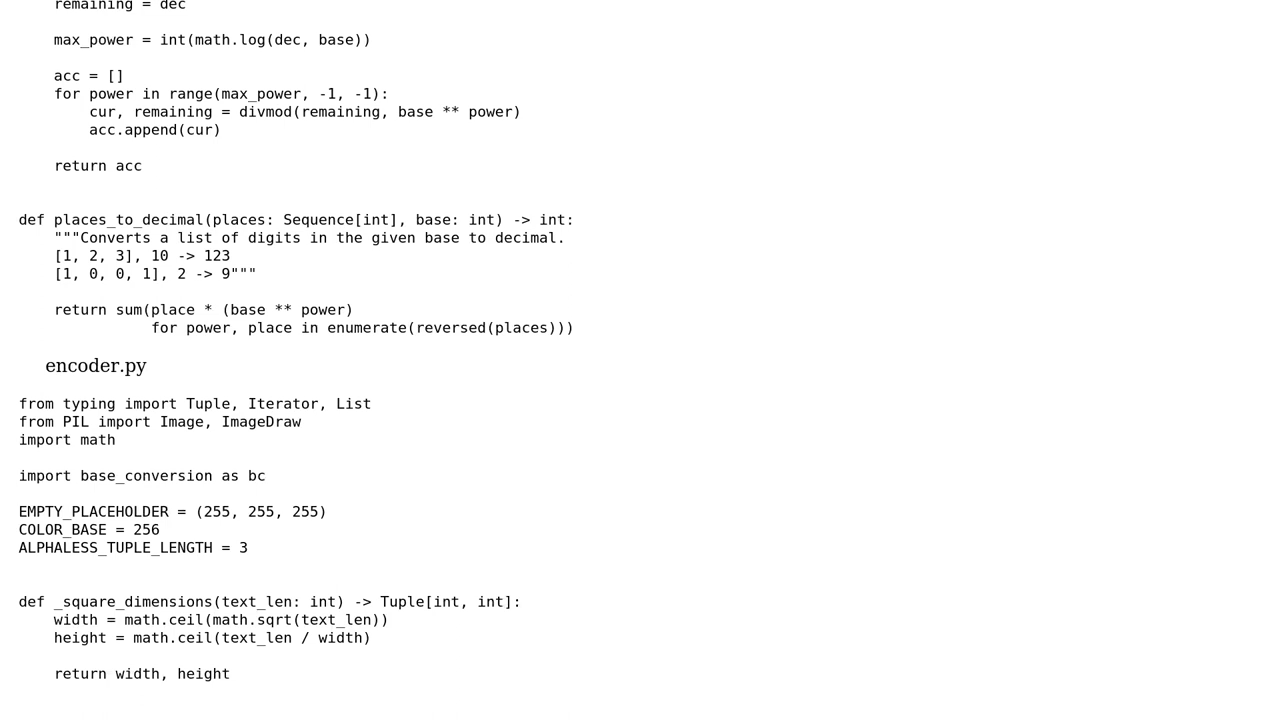 remaining = dec

    max_power = int(math.log(dec, base))

    acc = []
    for power in range(max_power, -1, -1):
        cur, remaining = divmod(remaining, base ** power)
        acc.append(cur)

    return acc


def places_to_decimal(places: Sequence[int], base: int) -> int:
    """Converts a list of digits in the given base to decimal.
    [1, 2, 3], 10 -> 123
    [1, 0, 0, 1], 2 -> 9"""

    return sum(place * (base ** power)
               for power, place in enumerate(reversed(places)))

encoder.py

from typing import Tuple, Iterator, List
from PIL import Image, ImageDraw
import math

import base_conversion as bc

EMPTY_PLACEHOLDER = (255, 255, 255)
COLOR_BASE = 256
ALPHALESS_TUPLE_LENGTH = 3


def _square_dimensions(text_len: int) -> Tuple[int, int]:
    width = math.ceil(math.sqrt(text_len))
    height = math.ceil(text_len / width)

    return width, height